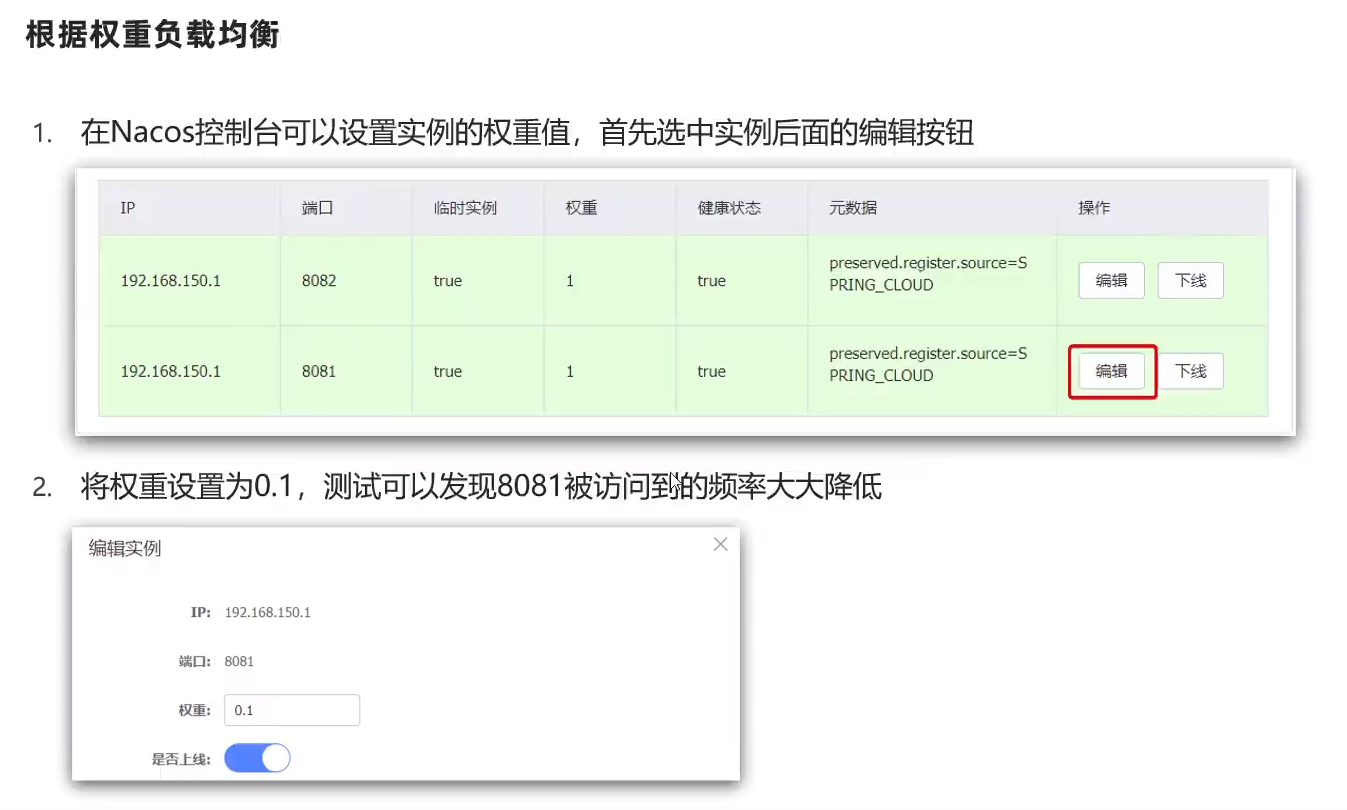 根据权重负载均衡
1. 在Nacos控制台可以设置实例的权重值，首先选中实例后面的编辑按钮
IP 端口 临时实例 权重 健康状态 元数据 操作
192.168.150.1 8082 true 1 true preserved.register.source=S
PRING_CLOUD 编辑 下线
192.168.150.1 8081 true 1 true preserved.register.source=S
PRING_CLOUD 编辑 下线
2. 将权重设置为0.1，测试可以发现8081被访问到的频率大大降低
编辑实例
IP: 192.168.150.1
端口: 8081
权重: 0.1
是否上线: